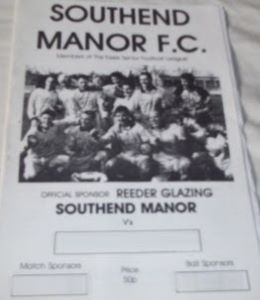 SOUTHEND
MANOR F.C.
Members of The Essex Senior Football League
OFFICIAL SPONSOR REEDER GLAZING
SOUTHEND MANOR
V's
Match Sponsors
Price
50p
Ball Sponsors